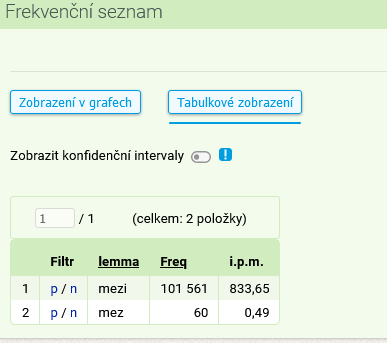 Frekvenční seznam
Zobrazení v grafech Tabulkové zobrazení
Zobrazit konfidenční intervaly !
1 / 1 (celkem: 2 položky)
Filtr lemma Freq i.p.m.
1 p / n mezi 101 561 833,65
2 p / n mez 60 0,49